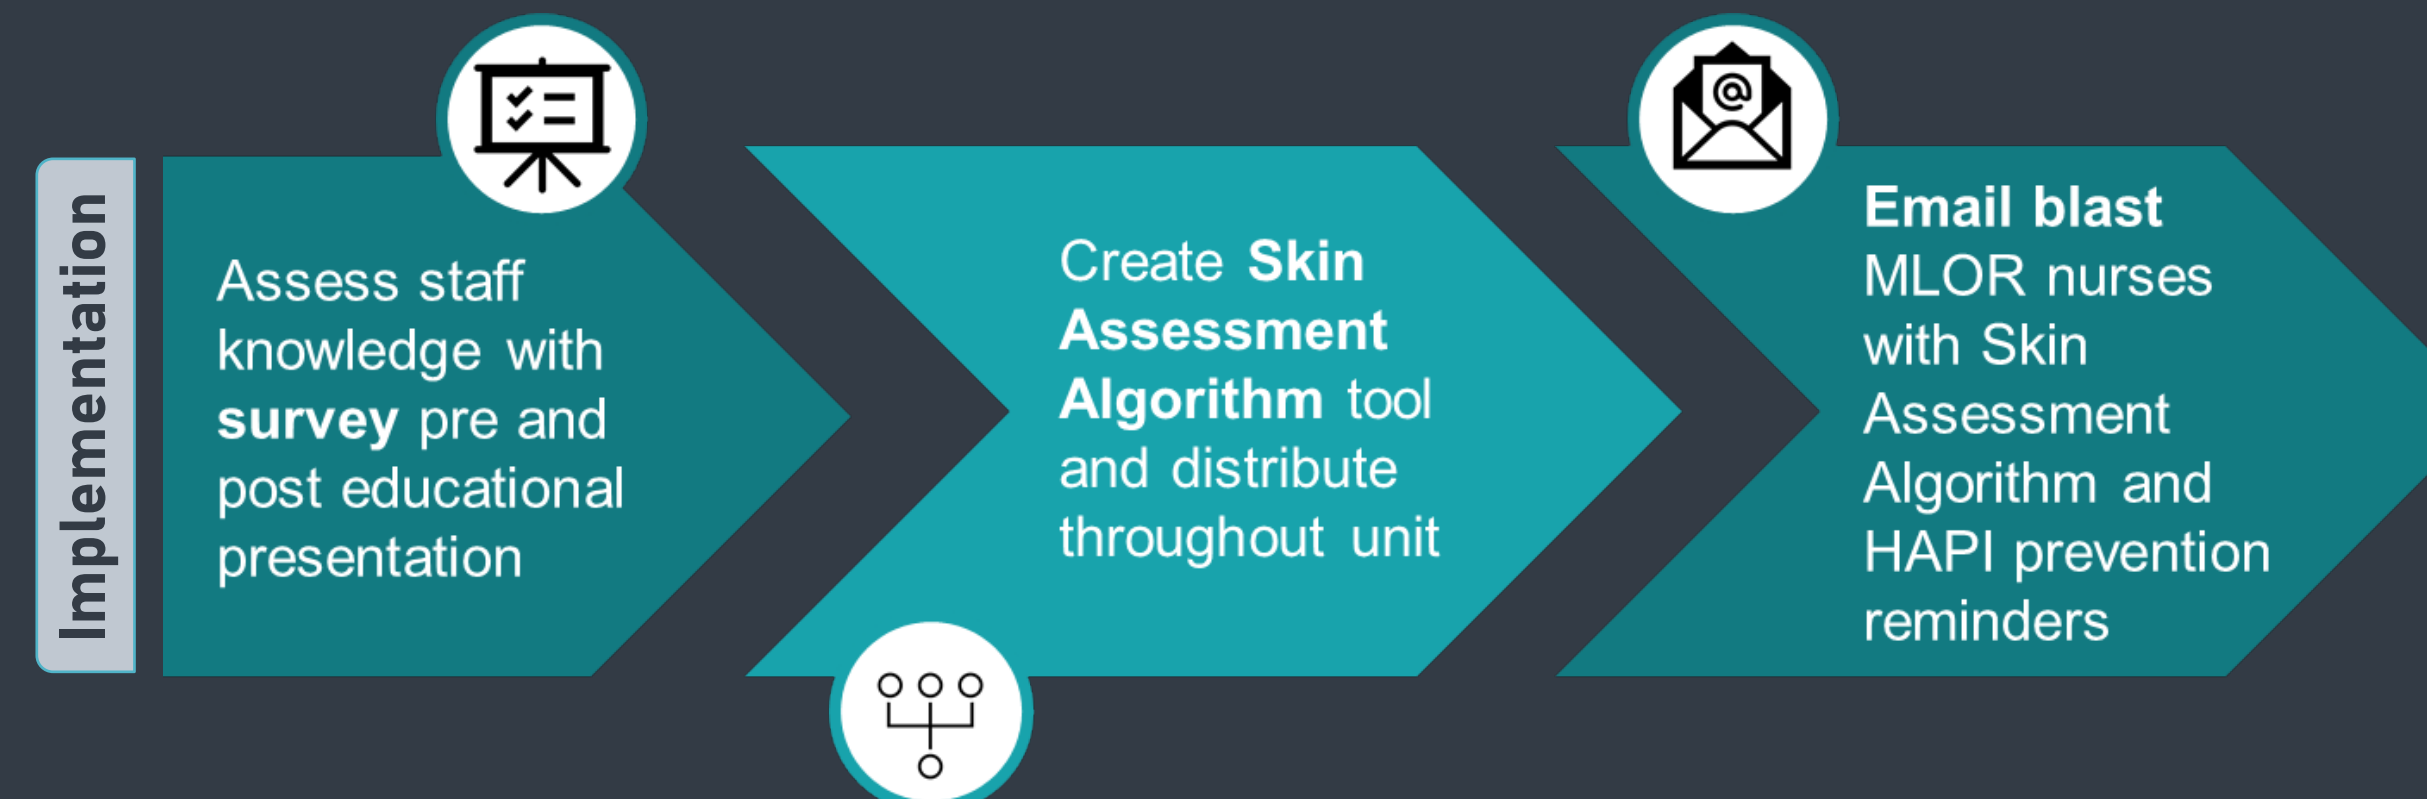 Implementation
Assess staff
knowledge with
survey pre and
post educational
presentation
Create Skin
Assessment
Algorithm tool
and distribute
throughout unit
@
Email blast
MLOR nurses
with Skin
Assessment
Algorithm and
HAPI prevention
reminders